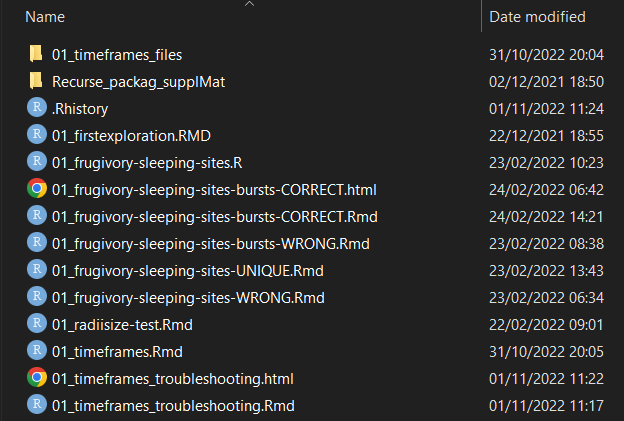 Name Date modified
01_timeframes_files 31/10/2022 20:04
Recurse_packag_supplMat 02/12/2021 18:50
R .Rhistory 01/11/2022 11:24
R 01_firstexploration.RMD 22/12/2021 18:55
R 01_frugivory-sleeping-sites.R 23/02/2022 10:23
01_frugivory-sleeping-sites-bursts-CORRECT.html 24/02/2022 06:42
R 01_frugivory-sleeping-sites-bursts-CORRECT.Rmd 24/02/2022 14:21
R 01_frugivory-sleeping-sites-bursts-WRONG.Rmd 23/02/2022 08:38
R 01_frugivory-sleeping-sites-UNIQUE.Rmd 23/02/2022 13:43
R 01_frugivory-sleeping-sites-WRONG.Rmd 23/02/2022 06:34
R 01_radiisize-test.Rmd 22/02/2022 09:01
R 01_timeframes.Rmd 31/10/2022 20:05
01_timeframes_troubleshooting.html 01/11/2022 11:22
R 01_timeframes_troubleshooting.Rmd 01/11/2022 11:17